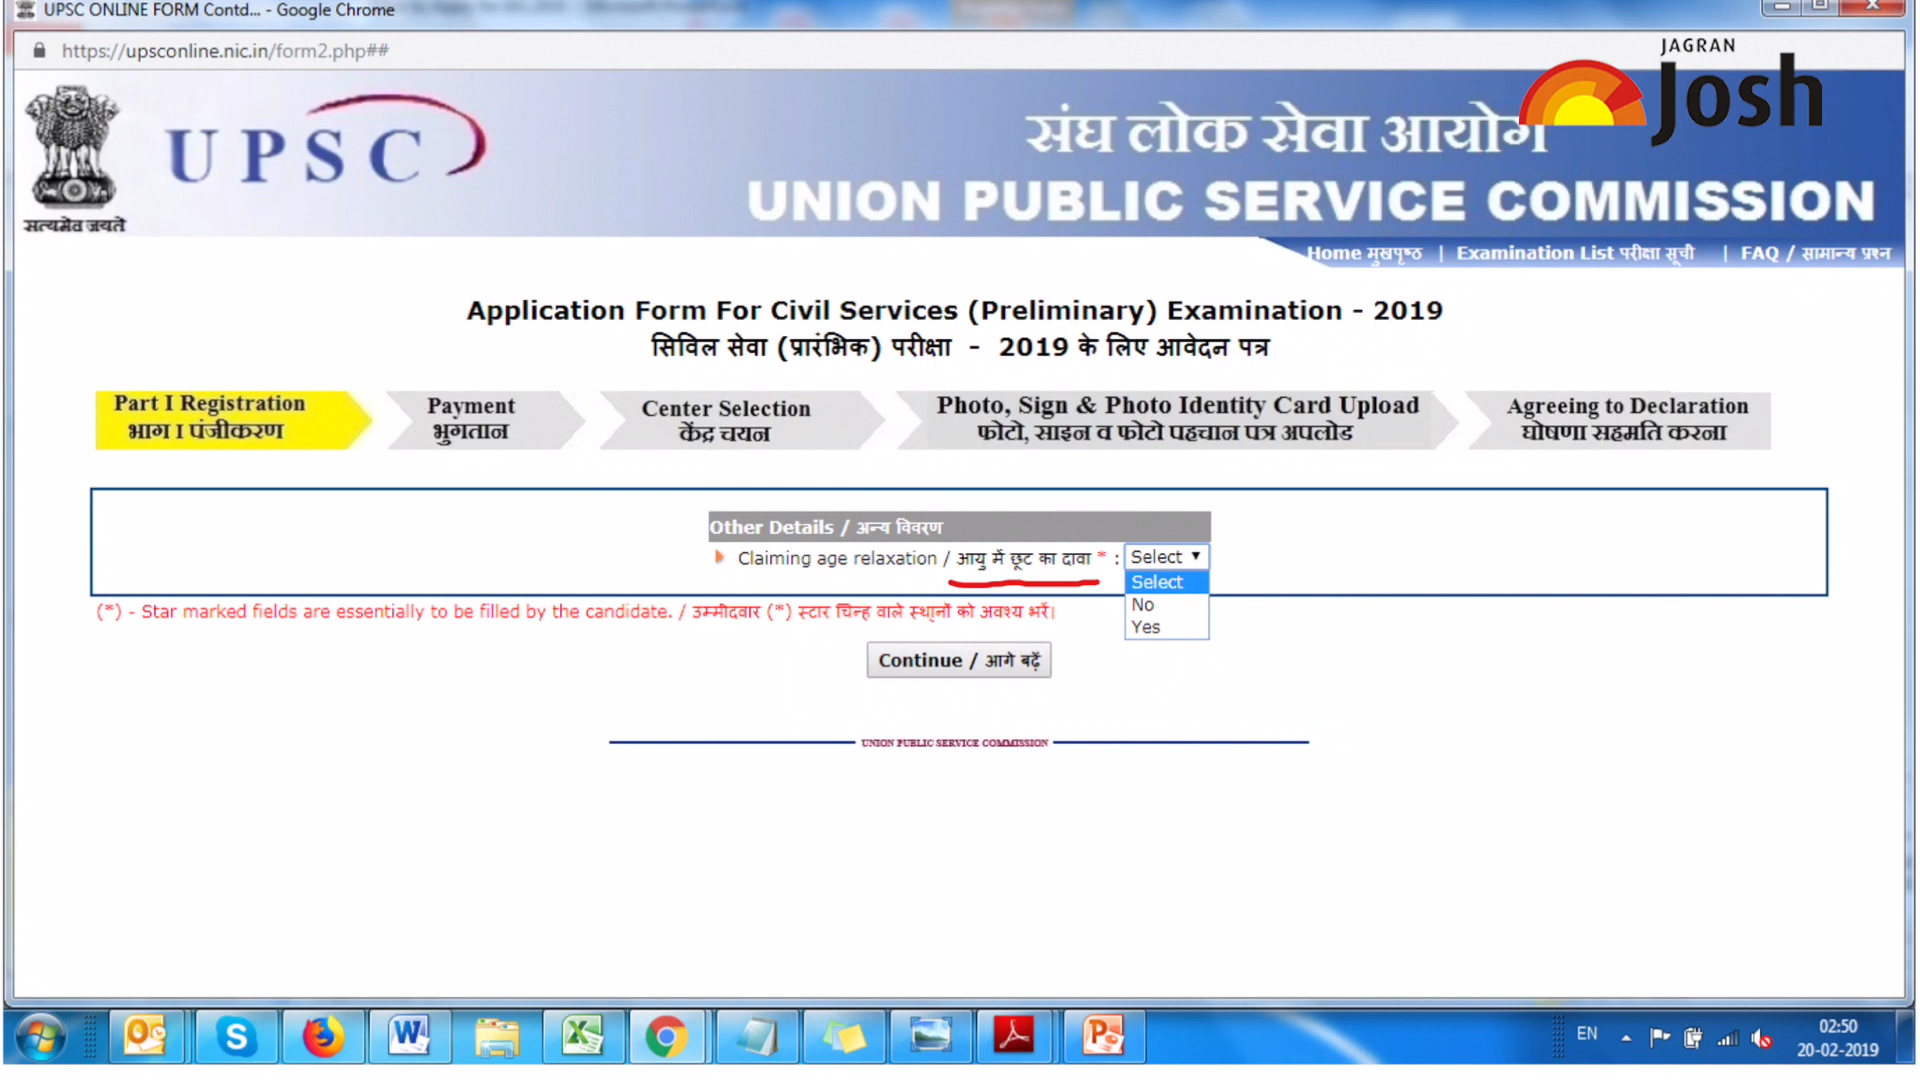 UPSC ONLINE FORM Contd... - Google Chrome
https://upsconline.nic.in/form2.php##
JAGRAN
Josh
सत्यमेव जयते
UPSC
संघ लोक सेवा आयोग
UNION PUBLIC SERVICE COMMISSION
Home मुखपृष्ठ | Examination List परीक्षा सूची | FAQ / सामान्य प्रश्न
Application Form For Civil Services (Preliminary) Examination - 2019
सिविल सेवा (प्रारंभिक) परीक्षा - 2019 के लिए आवेदन पत्र
Part I Registration
भाग I पंजीकरण
Payment
भुगतान
Center Selection
केंद्र चयन
Photo, Sign & Photo Identity Card Upload
फोटो, साइन व फोटो पहचान पत्र अपलोड
Agreeing to Declaration
घोषणा सहमति करना
Other Details / अन्य विवरण
Claiming age relaxation / आयु में छूट का दावा * : Select
Select
No
Yes
(*) - Star marked fields are essentially to be filled by the candidate. / उम्मीदवार (*) स्टार चिन्ह वाले स्थानों को अवश्य भरें।
Continue / आगे बढ़ें
UNION PUBLIC SERVICE COMMISSION
EN
02:50
20-02-2019